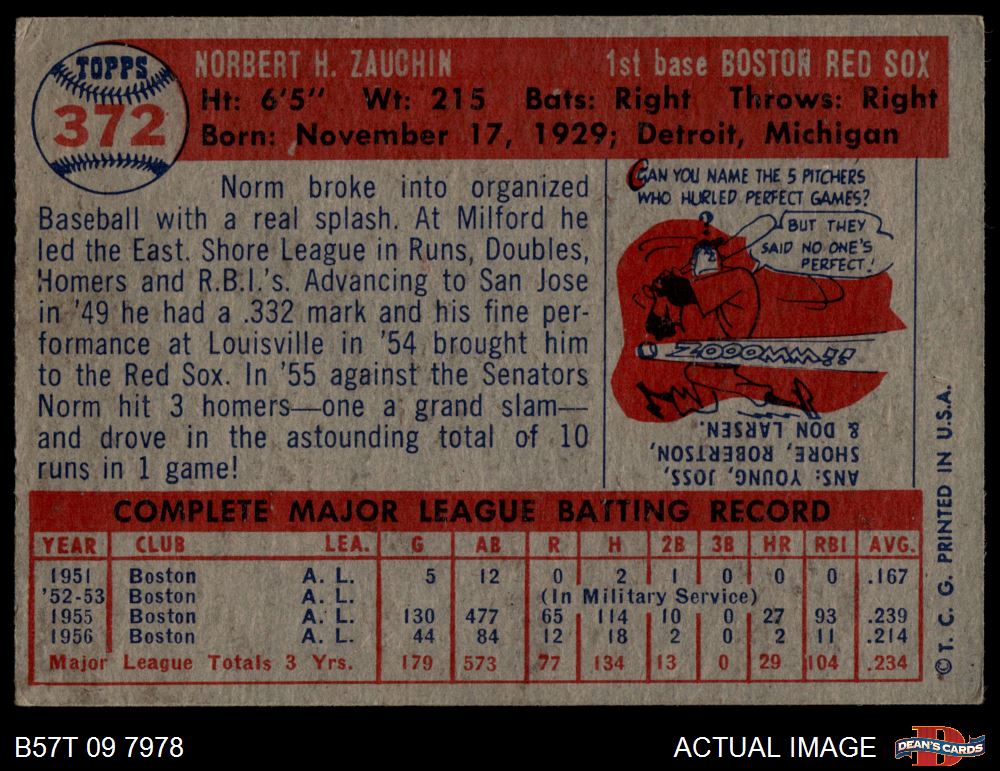 TOPPS
372
NORBERT H. ZAUCHIN 1st base BOSTON RED SOX
Ht: 6'5" Wt: 215 Bats: Right Throws: Right
Born: November 17, 1929; Detroit, Michigan
Norm broke into organized
Baseball with a real splash. At Milford he
led the East. Shore League in Runs, Doubles,
Homers and R.B.I.'s. Advancing to San Jose
in '49 he had a .332 mark and his fine per-
formance at Louisville in '54 brought him
to the Red Sox. In '55 against the Senators
Norm hit 3 homers—one a grand slam—
and drove in the astounding total of 10
runs in 1 game!
CAN YOU NAME THE 5 PITCHERS
WHO HURLED PERFECT GAMES?
?
BUT THEY
SAID NO ONE'S
PERFECT!
ZOOOMM!!
ANS: YOUNG, JOSS,
SHORE, ROBERTSON,
& DON LARSEN.
COMPLETE MAJOR LEAGUE BATTING RECORD
YEAR CLUB LEA. G AB R H 2B 3B HR RBI AVG.
1951 Boston A. L. 5 12 0 2 1 0 0 0 .167
'52-53 Boston A. L. (In Military Service)
1955 Boston A. L. 130 477 65 114 10 0 27 93 .239
1956 Boston A. L. 44 84 12 18 2 0 2 11 .214
Major League Totals 3 Yrs. 179 573 77 134 13 0 29 104 .234
© T. C. G. PRINTED IN U.S.A.
B57T 09 7978 ACTUAL IMAGE
D
DEAN'S CARDS